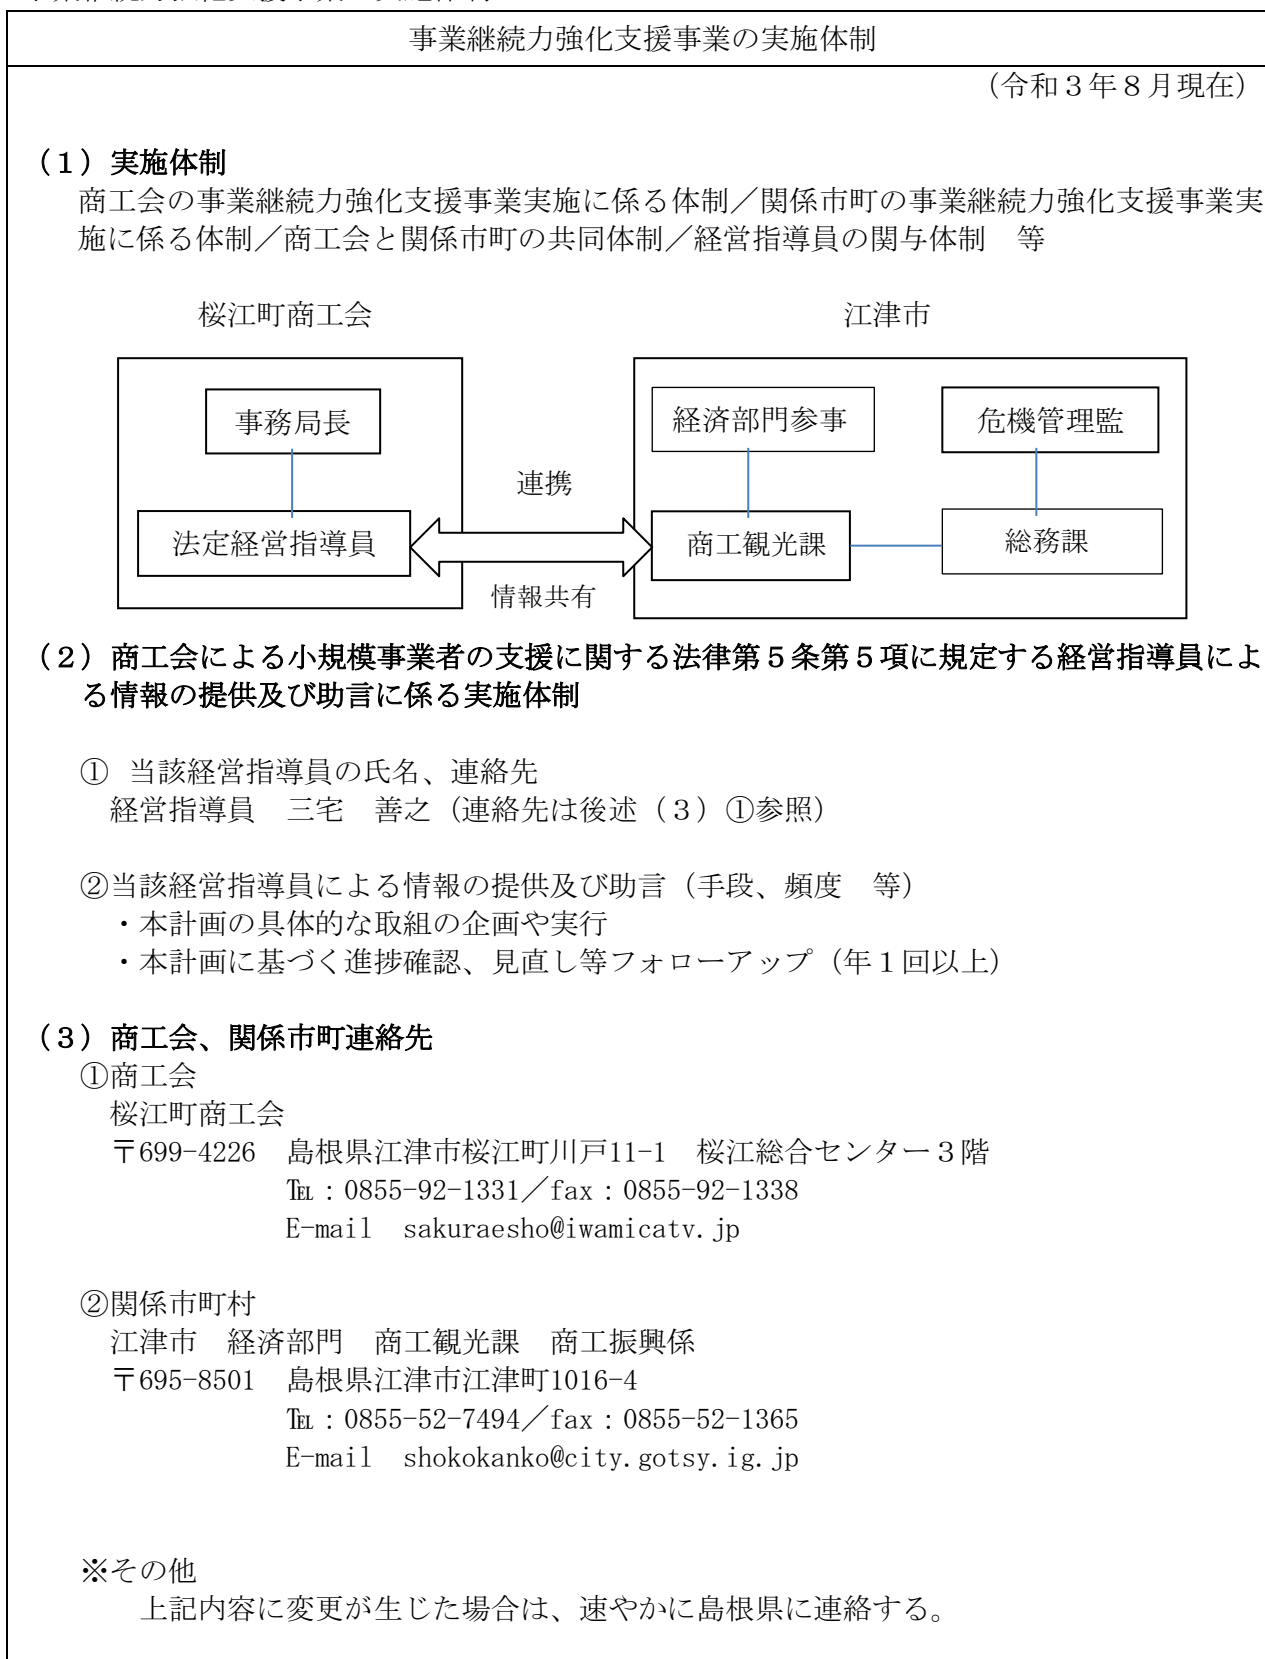 事業継続力強化支援事業の実施体制
（令和３年８月現在）
（１）実施体制
商工会の事業継続力強化支援事業実施に係る体制／関係市町の事業継続力強化支援事業実
施に係る体制／商工会と関係市町の共同体制／経営指導員の関与体制　等
桜江町商工会
江津市
事務局長
経済部門参事
危機管理監
連携
法定経営指導員
商工観光課
総務課
情報共有
（２）商工会による小規模事業者の支援に関する法律第５条第５項に規定する経営指導員によ
る情報の提供及び助言に係る実施体制
① 当該経営指導員の氏名、連絡先
経営指導員　三宅　善之（連絡先は後述（３）①参照）
②当該経営指導員による情報の提供及び助言（手段、頻度　等）
・本計画の具体的な取組の企画や実行
・本計画に基づく進捗確認、見直し等フォローアップ（年１回以上）
（３）商工会、関係市町連絡先
①商工会
桜江町商工会
〒699-4226　島根県江津市桜江町川戸11-1　桜江総合センター３階
℡：0855-92-1331／fax：0855-92-1338
E-mail　sakuraesho@iwamicatv.jp
②関係市町村
江津市　経済部門　商工観光課　商工振興係
〒695-8501　島根県江津市江津町1016-4
℡：0855-52-7494／fax：0855-52-1365
E-mail　shokokanko@city.gotsy.ig.jp
※その他
上記内容に変更が生じた場合は、速やかに島根県に連絡する。